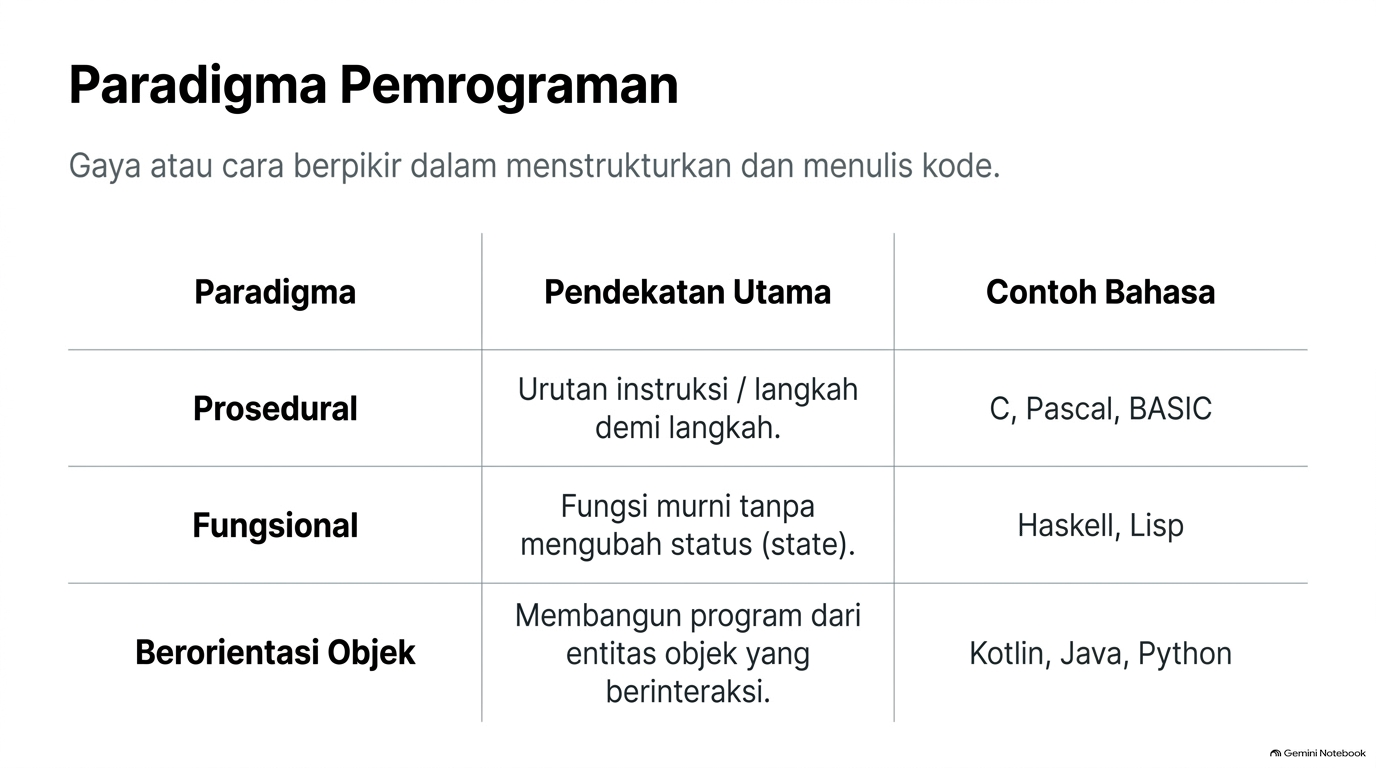 Paradigma Pemrograman
Gaya atau cara berpikir dalam menstrukturkan dan menulis kode.
Paradigma
Pendekatan Utama
Contoh Bahasa
Prosedural
Urutan instruksi / langkah
demi langkah.
C, Pascal, BASIC
Fungsional
Fungsi murni tanpa
mengubah status (state).
Haskell, Lisp
Berorientasi Objek
Membangun program dari
entitas objek yang
berinteraksi.
Kotlin, Java, Python
Gemini Notebook